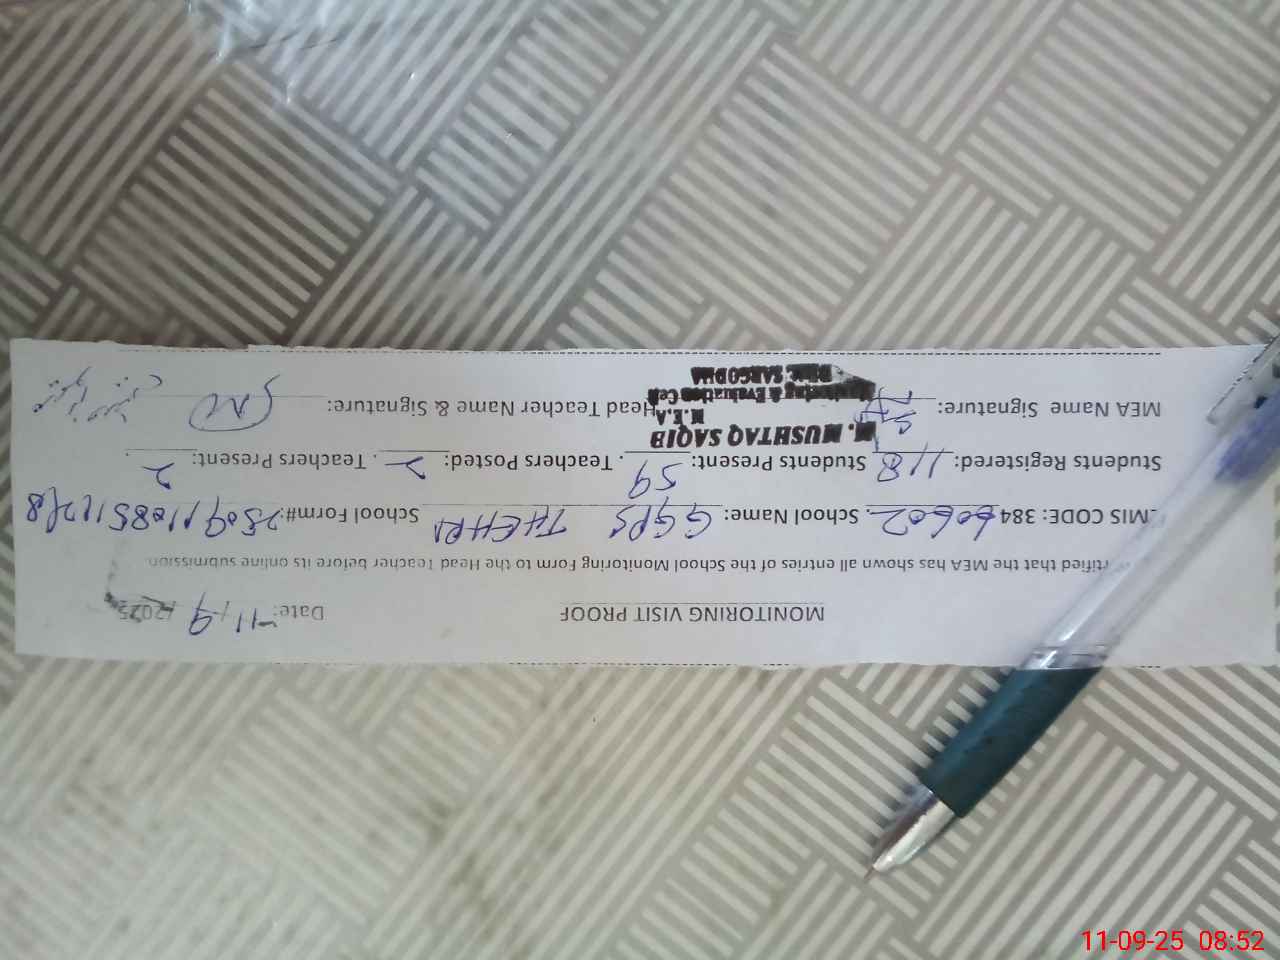 MONITORING VISIT PROOF Date: 11/9/2025
rtified that the MEA has shown all entries of the School Monitoring Form to the Head Teacher before its online submission.
EMIS CODE: 38460602. School Name: GGPS THEHRI School Form#:
Students Registered: 118 Students Present: 59. Teachers Posted: 2. Teachers Present: 2.
MEA Name Signature: Head Teacher Name & Signature:
M. MUSHTAQ SAQIB
M.E.A
Monitoring & Evaluation Cell
Distt: SARGODHA
11-09-25 08:52